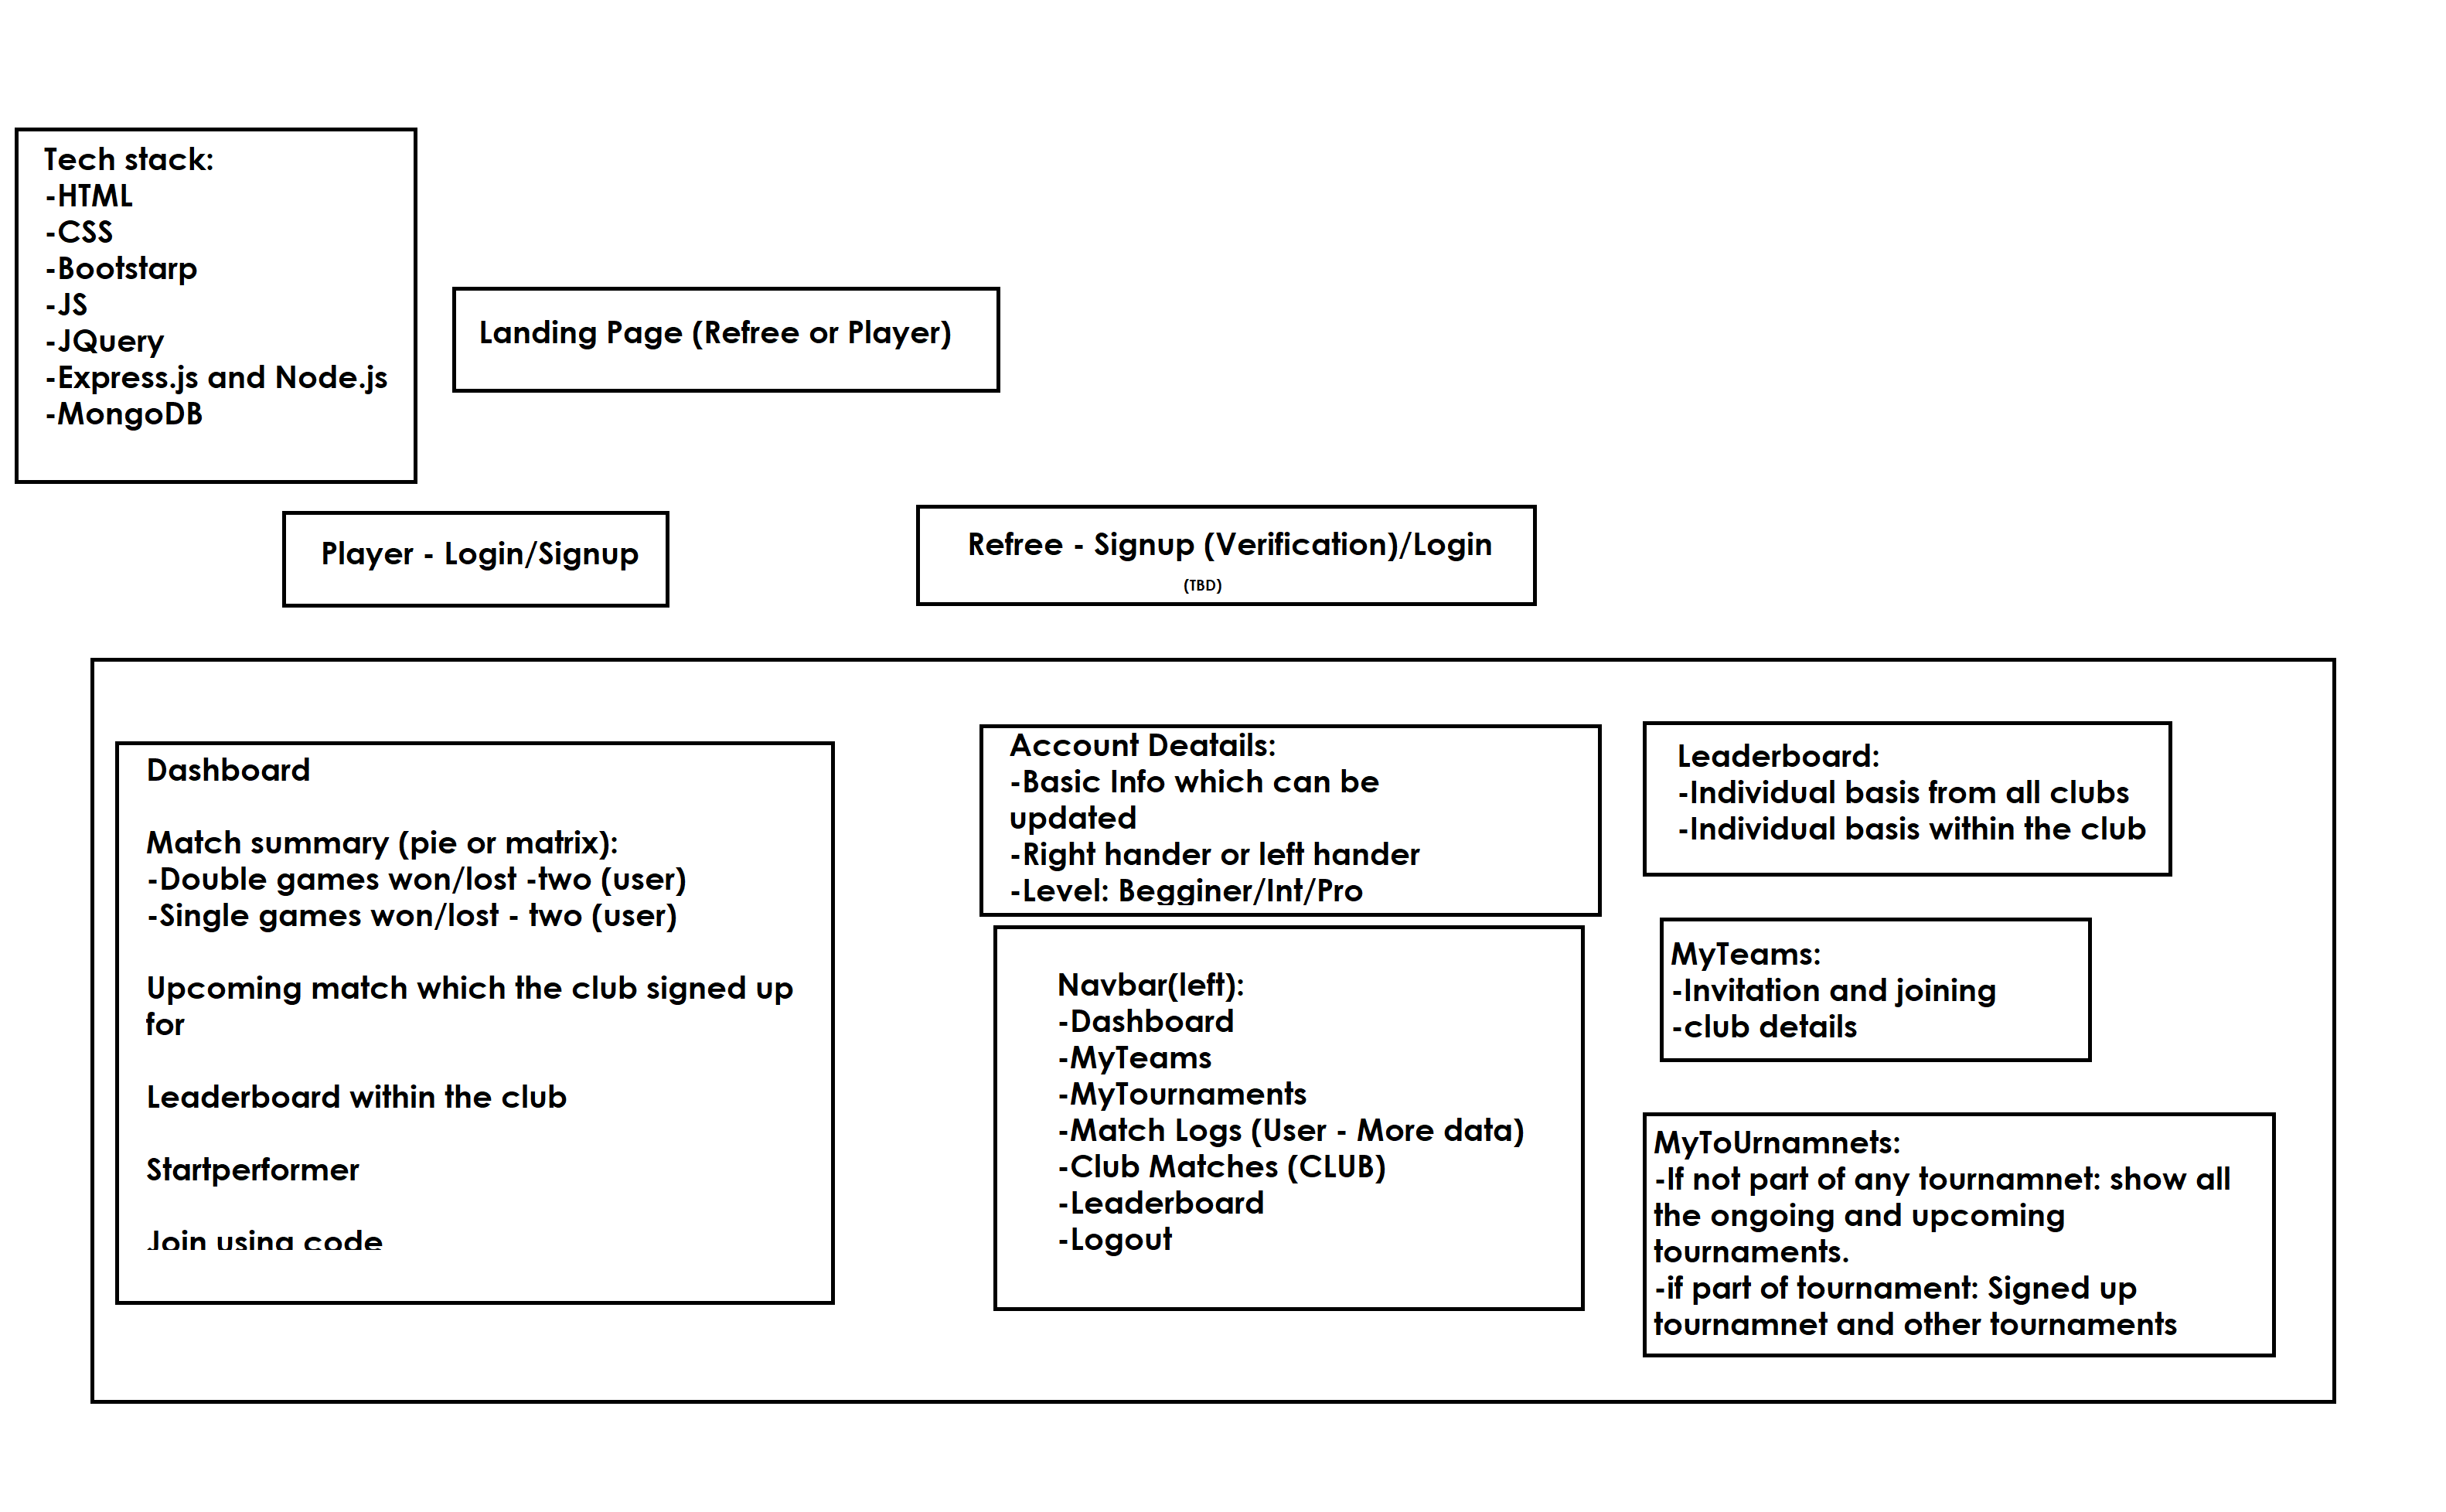 Tech stack:
-HTML
-CSS
-Bootstarp
-JS
-JQuery
-Express.js and Node.js
-MongoDB
Landing Page (Refree or Player)
Player - Login/Signup
Refree - Signup (Verification)/Login
(TBD)
Dashboard
Match summary (pie or matrix):
-Double games won/lost -two (user)
-Single games won/lost - two (user)
Upcoming match which the club signed up
for
Leaderboard within the club
Startperformer
Join using code
Account Deatails:
-Basic Info which can be
updated
-Right hander or left hander
-Level: Begginer/Int/Pro
Navbar(left):
-Dashboard
-MyTeams
-MyTournaments
-Match Logs (User - More data)
-Club Matches (CLUB)
-Leaderboard
-Logout
Leaderboard:
-Individual basis from all clubs
-Individual basis within the club
MyTeams:
-Invitation and joining
-club details
MyToUrnamnets:
-If not part of any tournamnet: show all
the ongoing and upcoming
tournaments.
-if part of tournament: Signed up
tournamnet and other tournaments